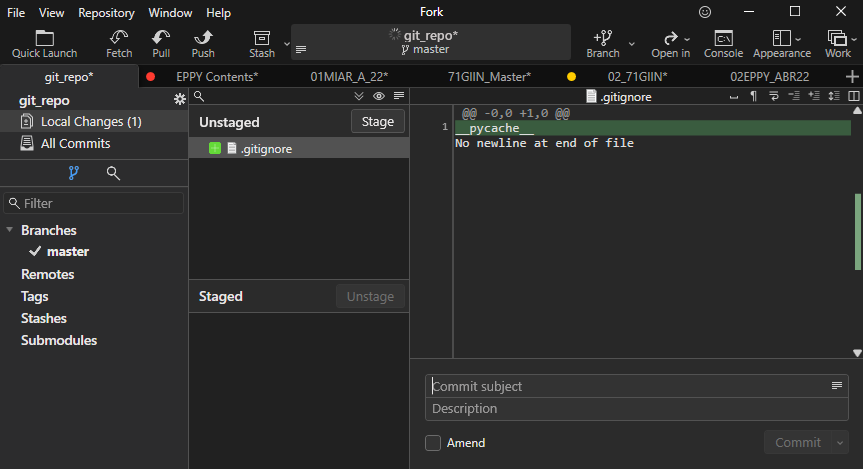 File View Repository Window Help Fork
Quick Launch Fetch Pull Push Stash git_repo* master Branch Open in Console Appearance Work
git_repo* EPPY Contents* 01MIAR_A_22* 71GIIN_Master* 02_71GIIN* 02EPPY_ABR22
git_repo
Local Changes (1)
All Commits
Filter
Branches
master
Remotes
Tags
Stashes
Submodules
Unstaged Stage
.gitignore
Staged Unstage
.gitignore
@@ -0,0 +1,0 @@
1 __pycache__
No newline at end of file
Commit subject
Description
Amend Commit